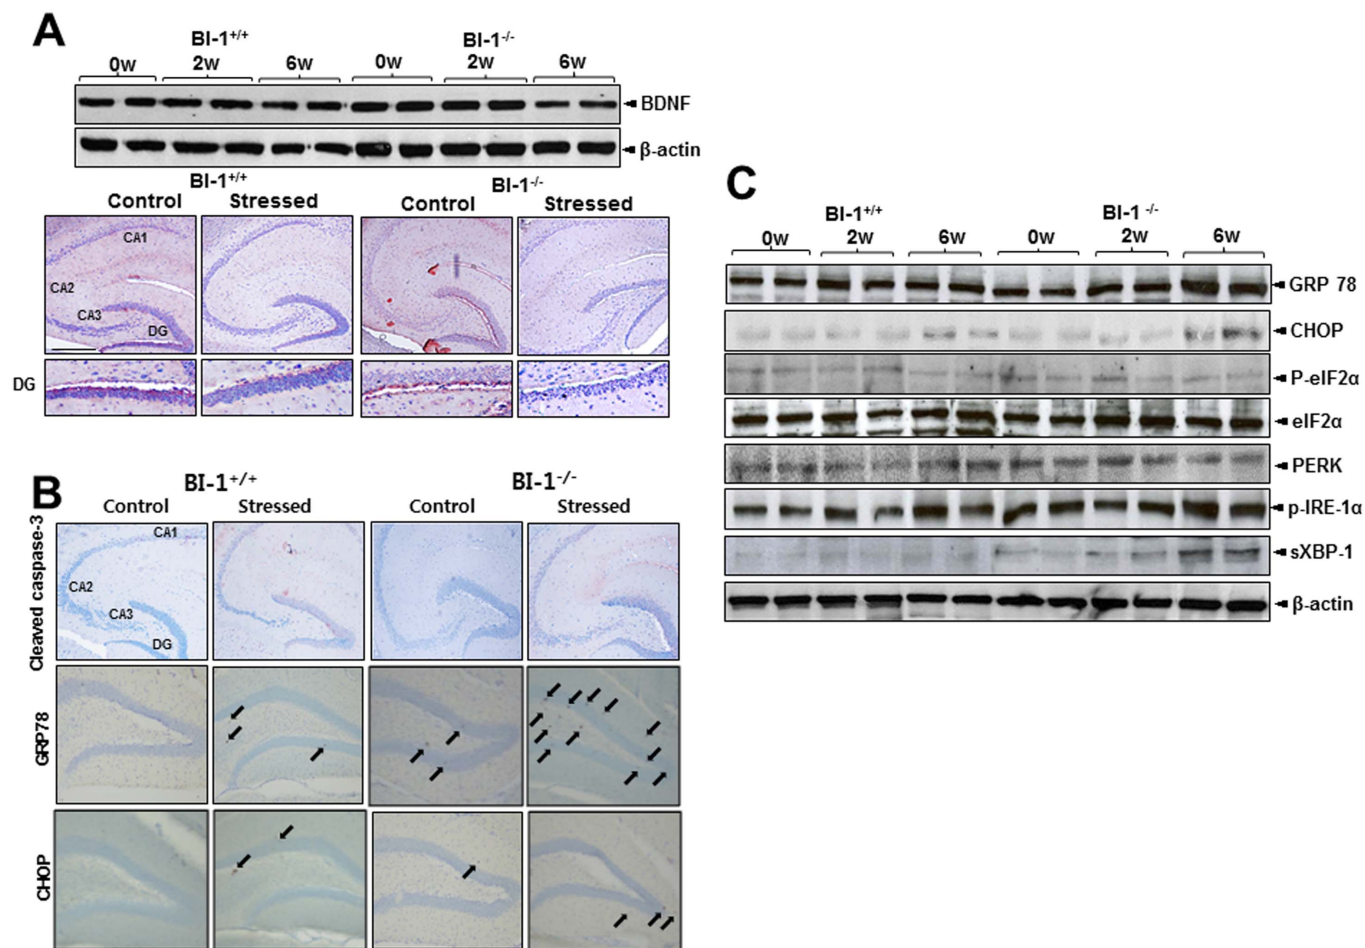 A
BI-1+/+ BI-1-/-
0w 2w 6w 0w 2w 6w
BDNF
β-actin
BI-1+/+ BI-1-/-
Control Stressed Control Stressed
CA1
CA2
CA3
DG
DG
B
BI-1+/+ BI-1-/-
Control Stressed Control Stressed
Cleaved caspase-3
CA1
CA2
CA3
DG
GRP78
CHOP
C
BI-1+/+ BI-1 -/-
0w 2w 6w 0w 2w 6w
GRP 78
CHOP
P-eIF2α
eIF2α
PERK
p-IRE-1α
sXBP-1
β-actin